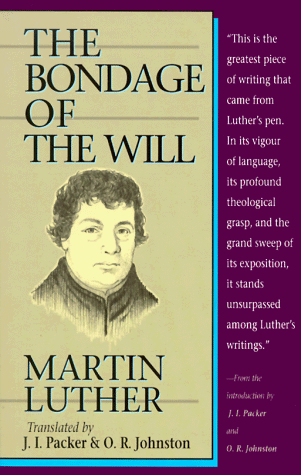 THE
BONDAGE
OF
THE WILL
MARTIN
LUTHER
Translated by
J. I. Packer & O. R. Johnston
“This is the
greatest piece
of writing that
came from
Luther’s pen.
In its vigour
of language,
its profound
theological
grasp, and the
grand sweep of
its exposition,
it stands
unsurpassed
among Luther’s
writings.”
—From the
introduction by
J. I. Packer
and
O. R. Johnston